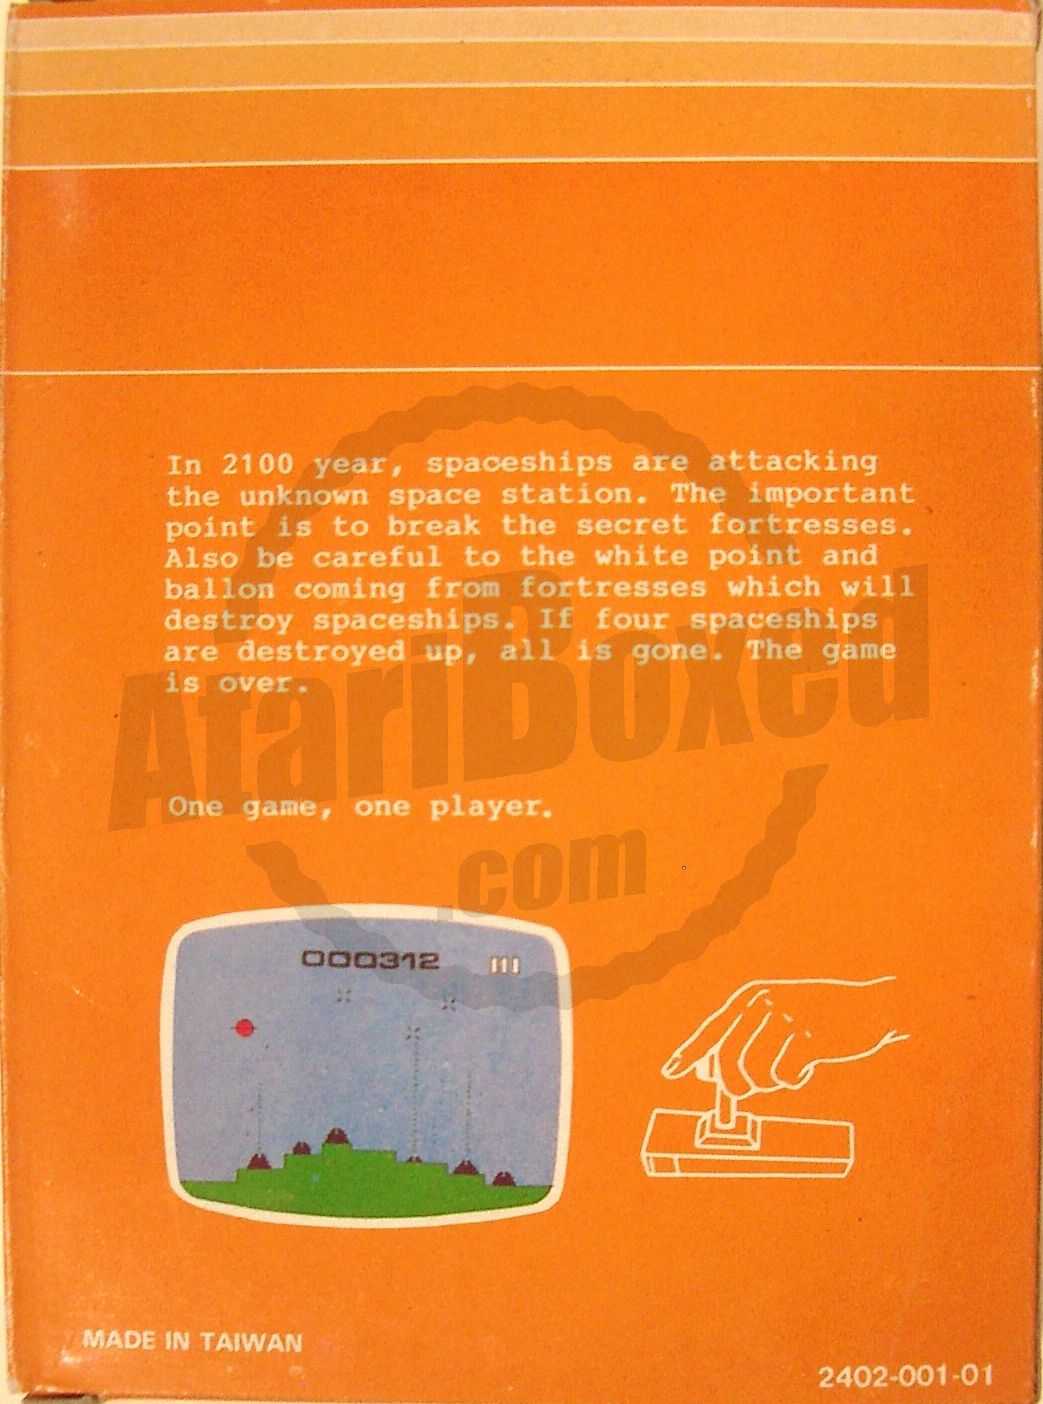 In 2100 year, spaceships are attacking
the unknown space station. The important
point is to break the secret fortresses.
Also be careful to the white point and
ballon coming from fortresses which will
destroy spaceships. If four spaceships
are destroyed up, all is gone. The game
is over.
AtariBoxed
.com
One game, one player.
000312
MADE IN TAIWAN
2402-001-01